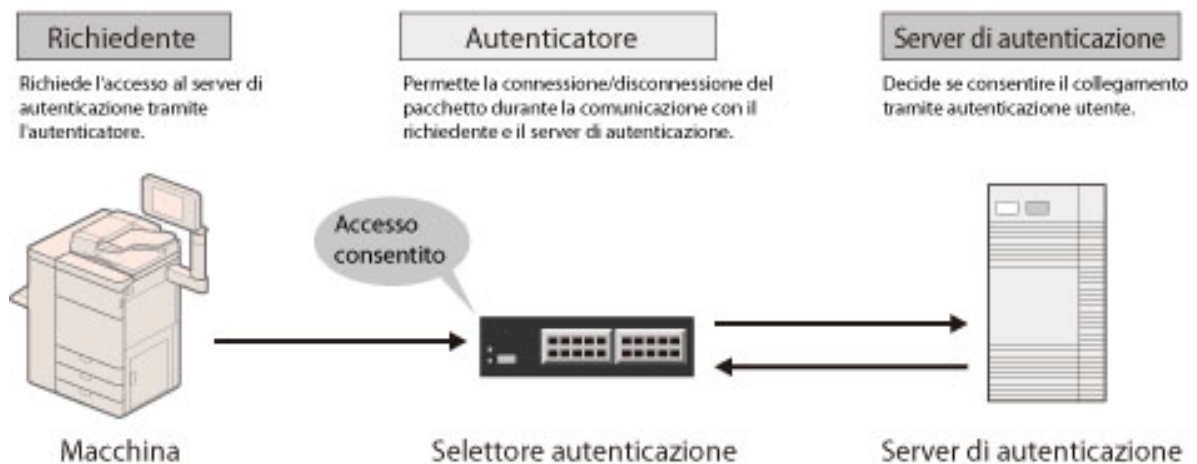 Richiedente
Autenticatore
Server di autenticazione
Richiede l'accesso al server di
autenticazione tramite
l'autenticatore.
Permette la connessione/disconnessione del
pacchetto durante la comunicazione con il
richiedente e il server di autenticazione.
Decide se consentire il collegamento
tramite autenticazione utente.
Accesso
consentito
Macchina
Selettore autenticazione
Server di autenticazione